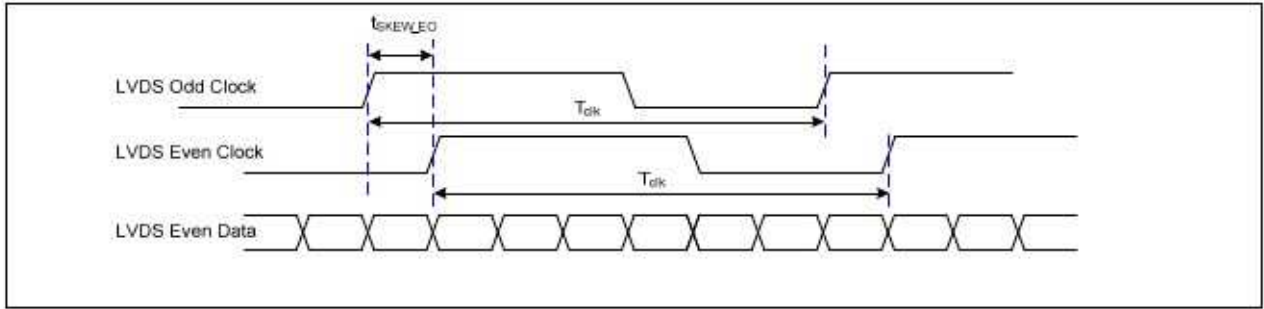 tSKEW_EO
LVDS Odd Clock
Tclk
LVDS Even Clock
Tclk
LVDS Even Data